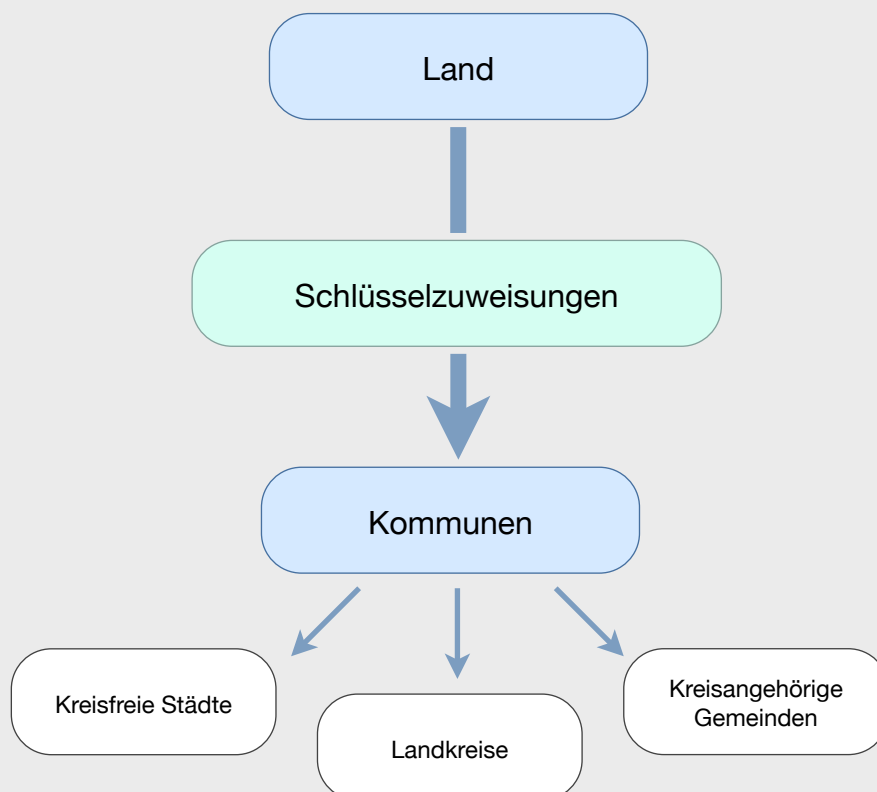 Land
Schlüsselzuweisungen
Kommunen
Kreisfreie Städte
Landkreise
Kreisangehörige
Gemeinden